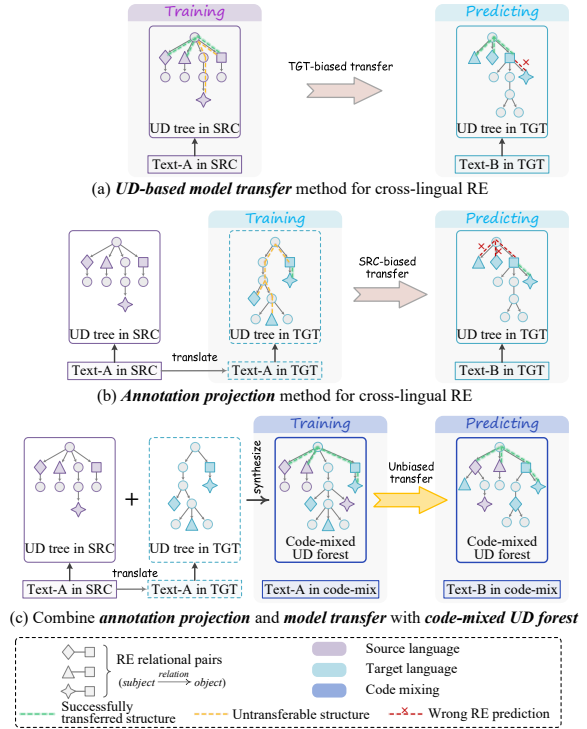 Training
Predicting
TGT-biased transfer
UD tree in SRC
UD tree in TGT
Text-A in SRC
Text-B in TGT
(a) UD-based model transfer method for cross-lingual RE
Training
Predicting
SRC-biased
transfer
UD tree in SRC
UD tree in TGT
UD tree in TGT
translate
Text-A in SRC
Text-A in TGT
Text-B in TGT
(b) Annotation projection method for cross-lingual RE
Training
Predicting
synthesize
Unbiased
transfer
+
UD tree in SRC
UD tree in TGT
Code-mixed
UD forest
Code-mixed
UD forest
translate
Text-A in SRC
Text-A in TGT
Text-A in code-mix
Text-B in code-mix
(c) Combine annotation projection and model transfer with code-mixed UD forest
RE relational pairs
(subject relation object)
Source language
Target language
Code mixing
Successfully
transferred structure
Untransferable structure
Wrong RE prediction